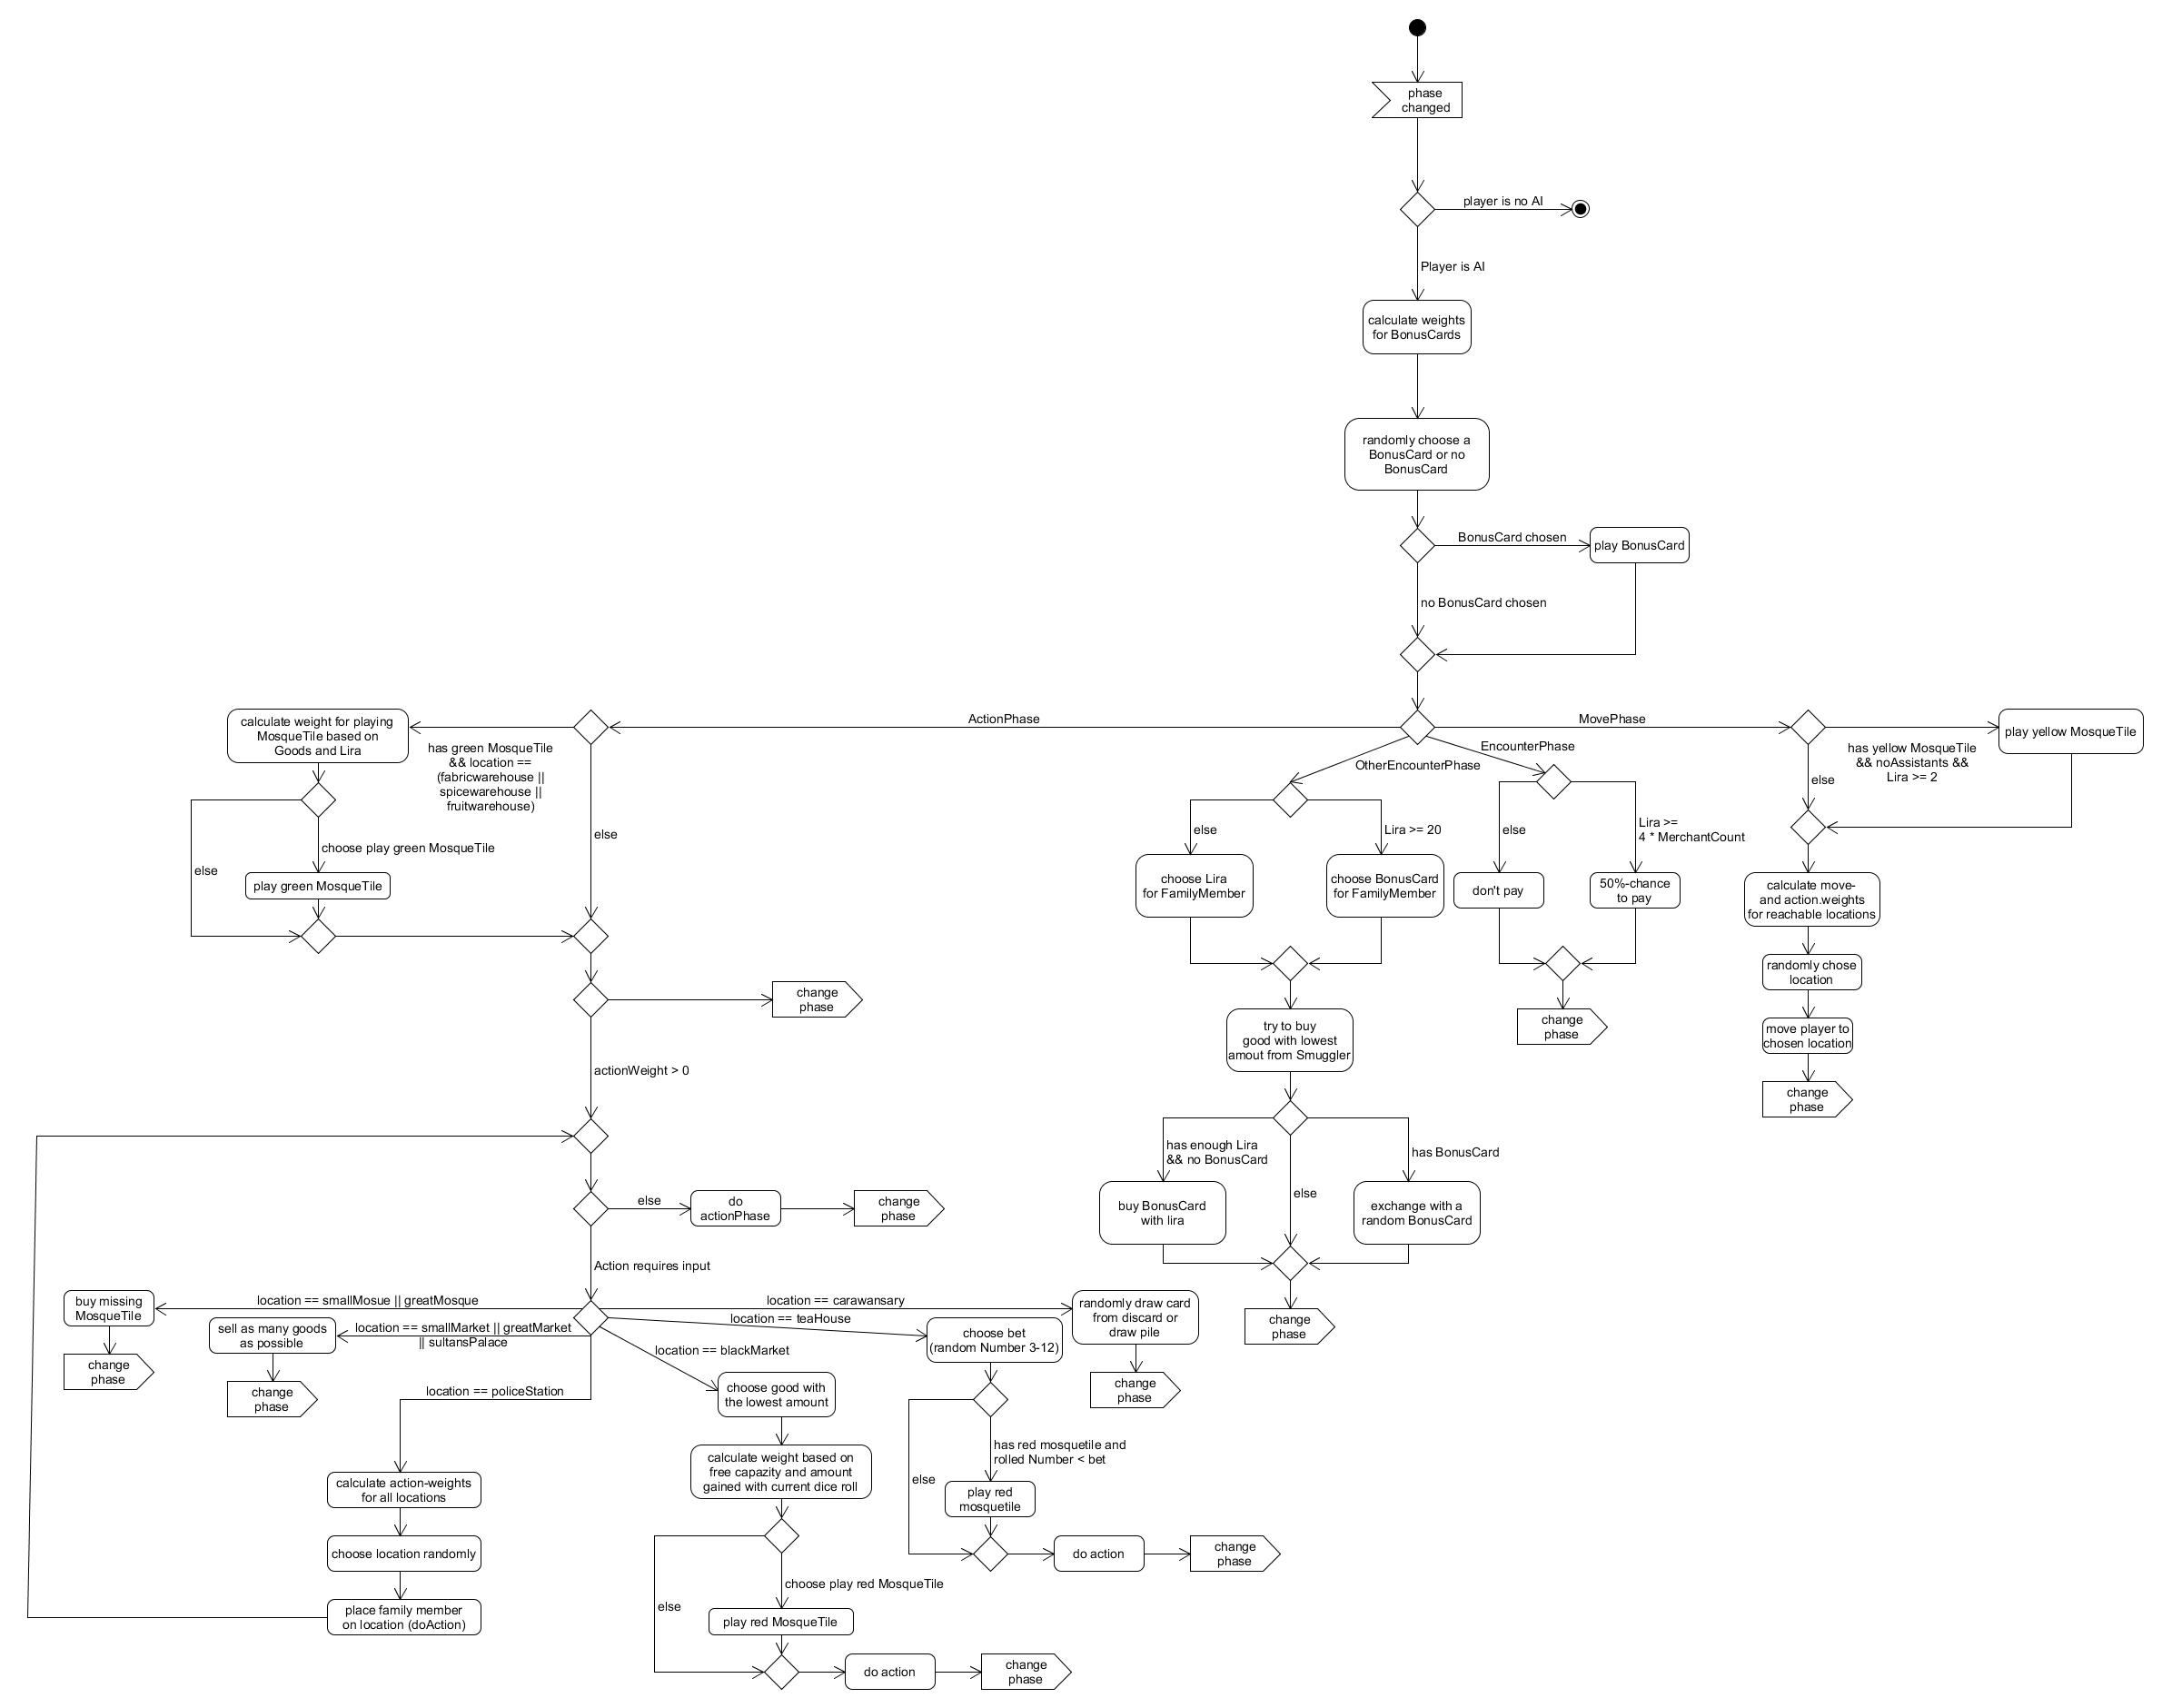 phase
changed
player is no AI
Player is AI
calculate weights
for BonusCards
randomly choose a
BonusCard or no
BonusCard
BonusCard chosen
play BonusCard
no BonusCard chosen
ActionPhase
MovePhase
EncounterPhase
OtherEncounterPhase
calculate weight for playing
MosqueTile based on
Goods and Lira
has green MosqueTile
&& location ==
(fabricwarehouse ||
spicewarehouse ||
fruitwarehouse)
else
choose play green MosqueTile
else
play green MosqueTile
change
phase
actionWeight > 0
else
do
actionPhase
change
phase
Action requires input
has yellow MosqueTile
&& noAssistants &&
Lira >= 2
play yellow MosqueTile
else
calculate move-
and action.weights
for reachable locations
randomly chose
location
move player to
chosen location
change
phase
else
Lira >=
4 * MerchantCount
don't pay
50%-chance
to pay
change
phase
else
Lira >= 20
choose Lira
for FamilyMember
choose BonusCard
for FamilyMember
try to buy
good with lowest
amout from Smuggler
has enough Lira
&& no BonusCard
has BonusCard
else
buy BonusCard
with lira
exchange with a
random BonusCard
change
phase
location == smallMosue || greatMosque
buy missing
MosqueTile
change
phase
location == smallMarket || greatMarket
|| sultansPalace
sell as many goods
as possible
change
phase
location == policeStation
calculate action-weights
for all locations
choose location randomly
place family member
on location (doAction)
location == blackMarket
choose good with
the lowest amount
calculate weight based on
free capazity and amount
gained with current dice roll
choose play red MosqueTile
else
play red MosqueTile
do action
change
phase
location == teaHouse
choose bet
(random Number 3-12)
has red mosquetile and
rolled Number < bet
else
play red
mosquetile
do action
change
phase
location == carawansary
randomly draw card
from discard or
draw pile
change
phase